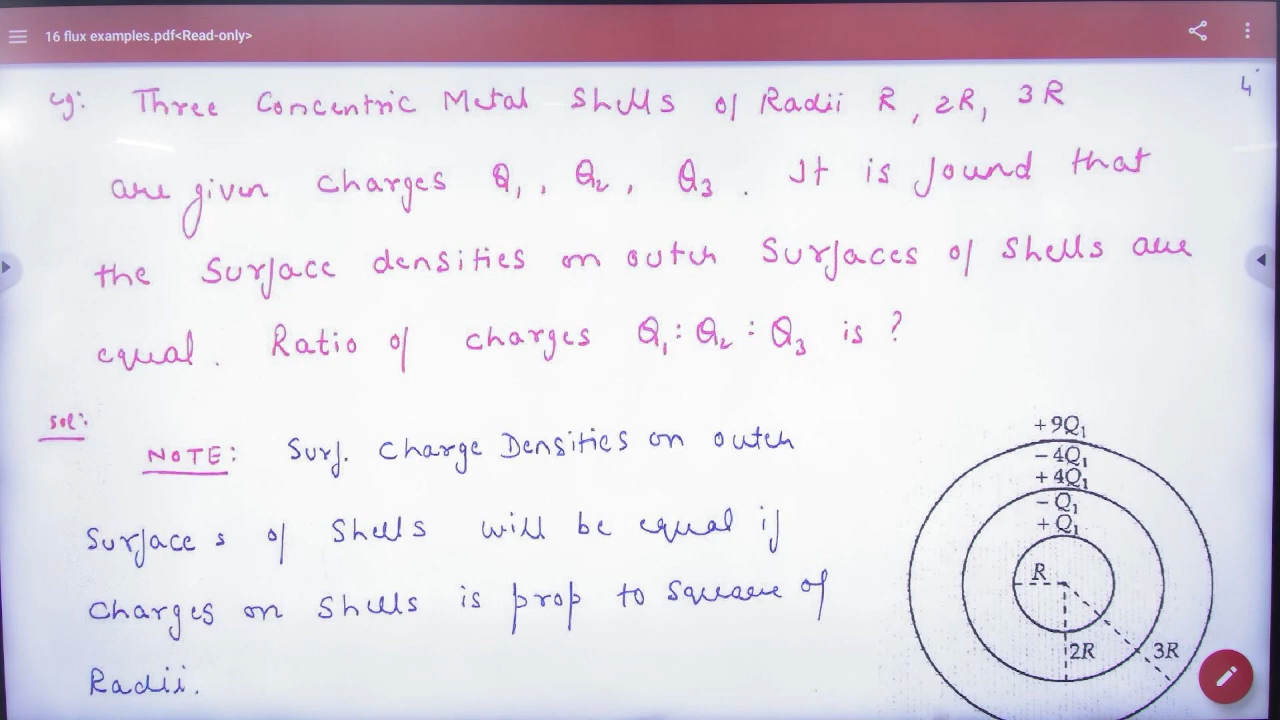 16 flux examples.pdf<Read-only>
4
eg: Three Concentric Metal Shells of Radii R, 2R, 3R
are given charges Q₁, Q₂, Q₃. It is found that
the Surface densities on outer Surfaces of Shells are
equal. Ratio of charges Q₁:Q₂:Q₃ is ?
Sol:
NOTE: Surf. Charge Densities on outer
Surfaces of Shells will be equal if
Charges on Shells is prop to Square of
Radii.
+9Q₁
−4Q₁
+4Q₁
−Q₁
+Q₁
R
2R
3R